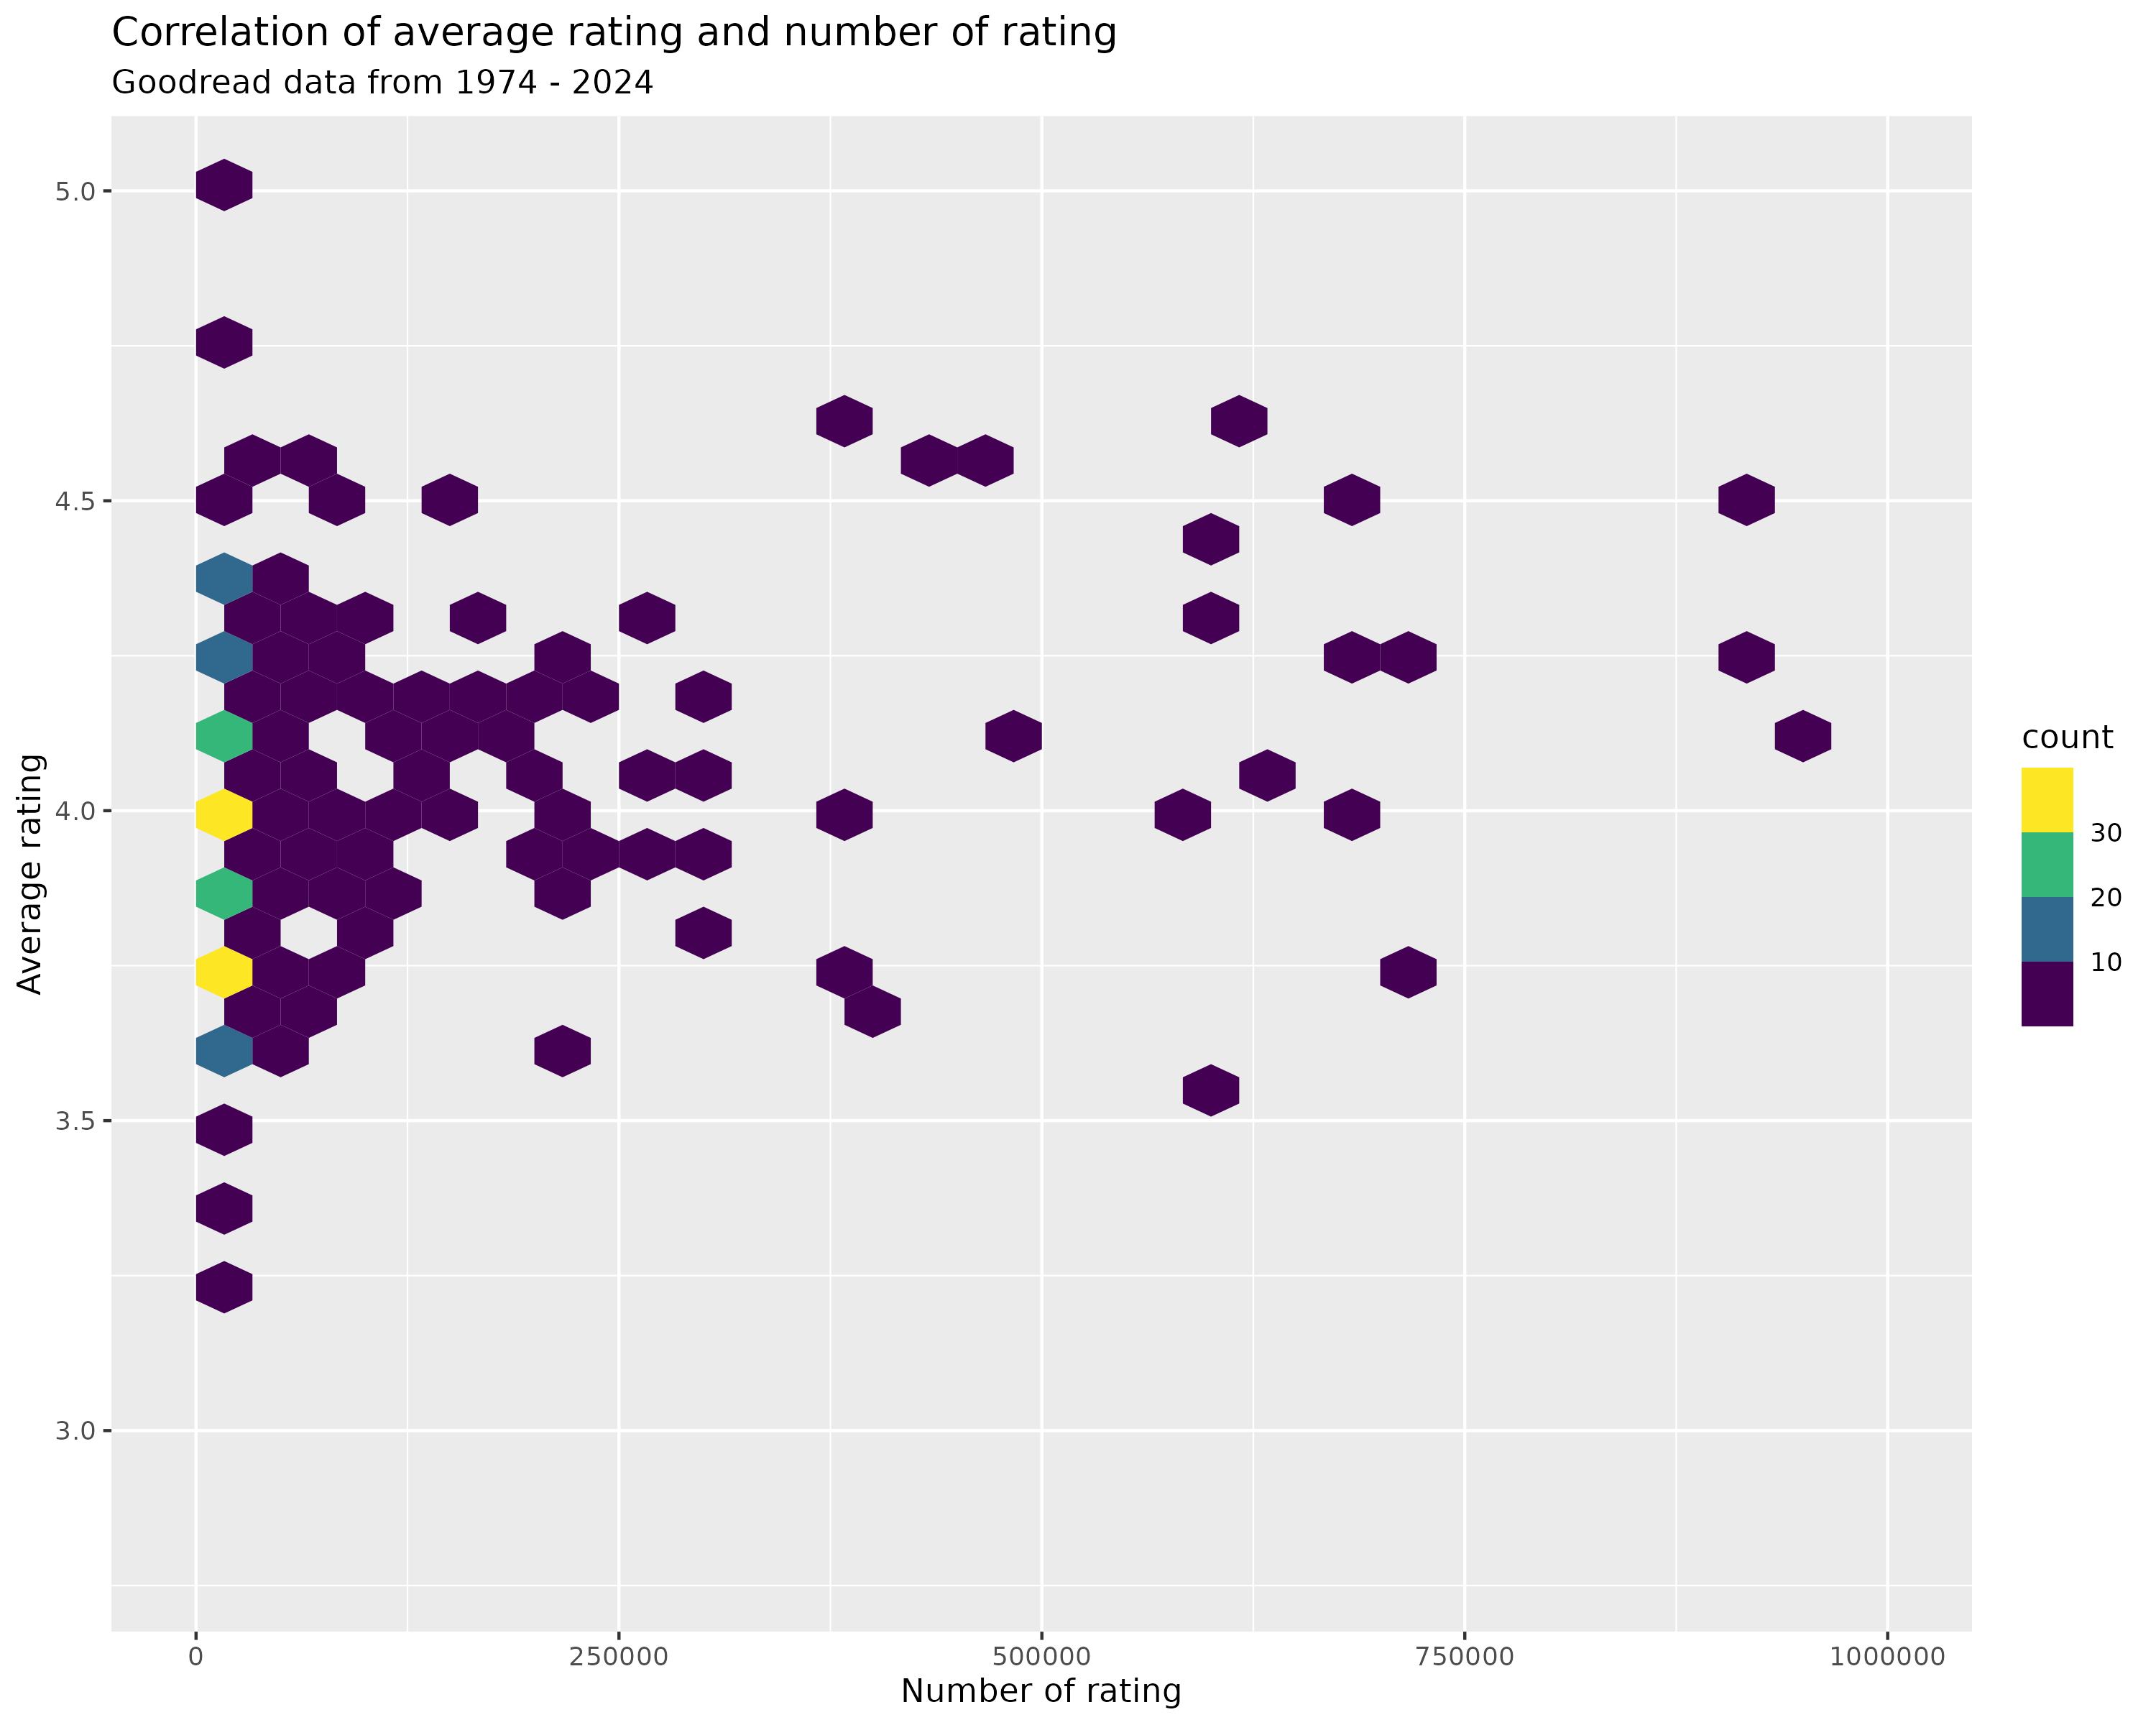 Correlation of average rating and number of rating
Goodread data from 1974 - 2024
5.0
4.5
4.0
3.5
3.0
Average rating
0
250000
500000
750000
1000000
Number of rating
count
30
20
10